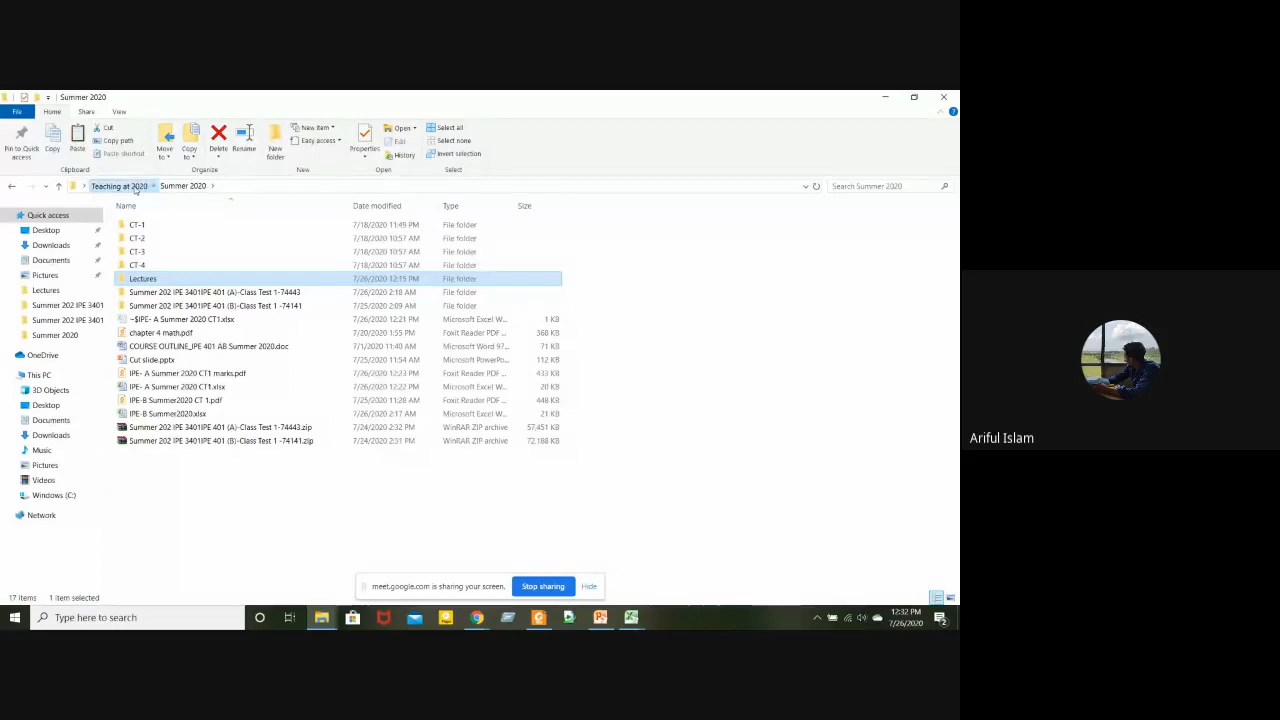 Summer 2020
File Home Share View
Pin to Quick access
Copy
Paste
Cut
Copy path
Paste shortcut
Clipboard
Move to
Copy to
Delete
Rename
Organize
New folder
New item
Easy access
New
Properties
Open
Edit
History
Open
Select all
Select none
Invert selection
Select
Teaching at 2020 Summer 2020
Search Summer 2020
Name Date modified Type Size
Quick access
Desktop
Downloads
Documents
Pictures
Lectures
Summer 202 IPE 3401
Summer 202 IPE 3401
Summer 2020
OneDrive
This PC
3D Objects
Desktop
Documents
Downloads
Music
Pictures
Videos
Windows (C:)
Network
CT-1 7/18/2020 11:49 PM File folder
CT-2 7/18/2020 10:57 AM File folder
CT-3 7/18/2020 10:57 AM File folder
CT-4 7/18/2020 10:57 AM File folder
Lectures 7/26/2020 12:15 PM File folder
Summer 202 IPE 3401IPE 401 (A)-Class Test 1-74443 7/26/2020 2:18 AM File folder
Summer 202 IPE 3401IPE 401 (B)-Class Test 1 -74141 7/25/2020 2:09 AM File folder
~$IPE- A Summer 2020 CT1.xlsx 7/26/2020 12:21 PM Microsoft Excel W... 1 KB
chapter 4 math.pdf 7/20/2020 1:55 PM Foxit Reader PDF ... 368 KB
COURSE OUTLINE_IPE 401 AB Summer 2020.doc 7/1/2020 11:40 AM Microsoft Word 97... 71 KB
Cut slide.pptx 7/25/2020 11:54 AM Microsoft PowerPo... 112 KB
IPE- A Summer 2020 CT1 marks.pdf 7/26/2020 12:23 PM Foxit Reader PDF ... 433 KB
IPE- A Summer 2020 CT1.xlsx 7/26/2020 12:22 PM Microsoft Excel W... 20 KB
IPE-B Summer2020 CT 1.pdf 7/25/2020 11:28 AM Foxit Reader PDF ... 448 KB
IPE-B Summer2020.xlsx 7/26/2020 2:17 AM Microsoft Excel W... 21 KB
Summer 202 IPE 3401IPE 401 (A)-Class Test 1-74443.zip 7/24/2020 2:32 PM WinRAR ZIP archive 57,451 KB
Summer 202 IPE 3401IPE 401 (B)-Class Test 1 -74141.zip 7/24/2020 2:31 PM WinRAR ZIP archive 72,188 KB
Ariful Islam
meet.google.com is sharing your screen. Stop sharing Hide
17 items 1 item selected
Type here to search
12:32 PM
7/26/2020
2